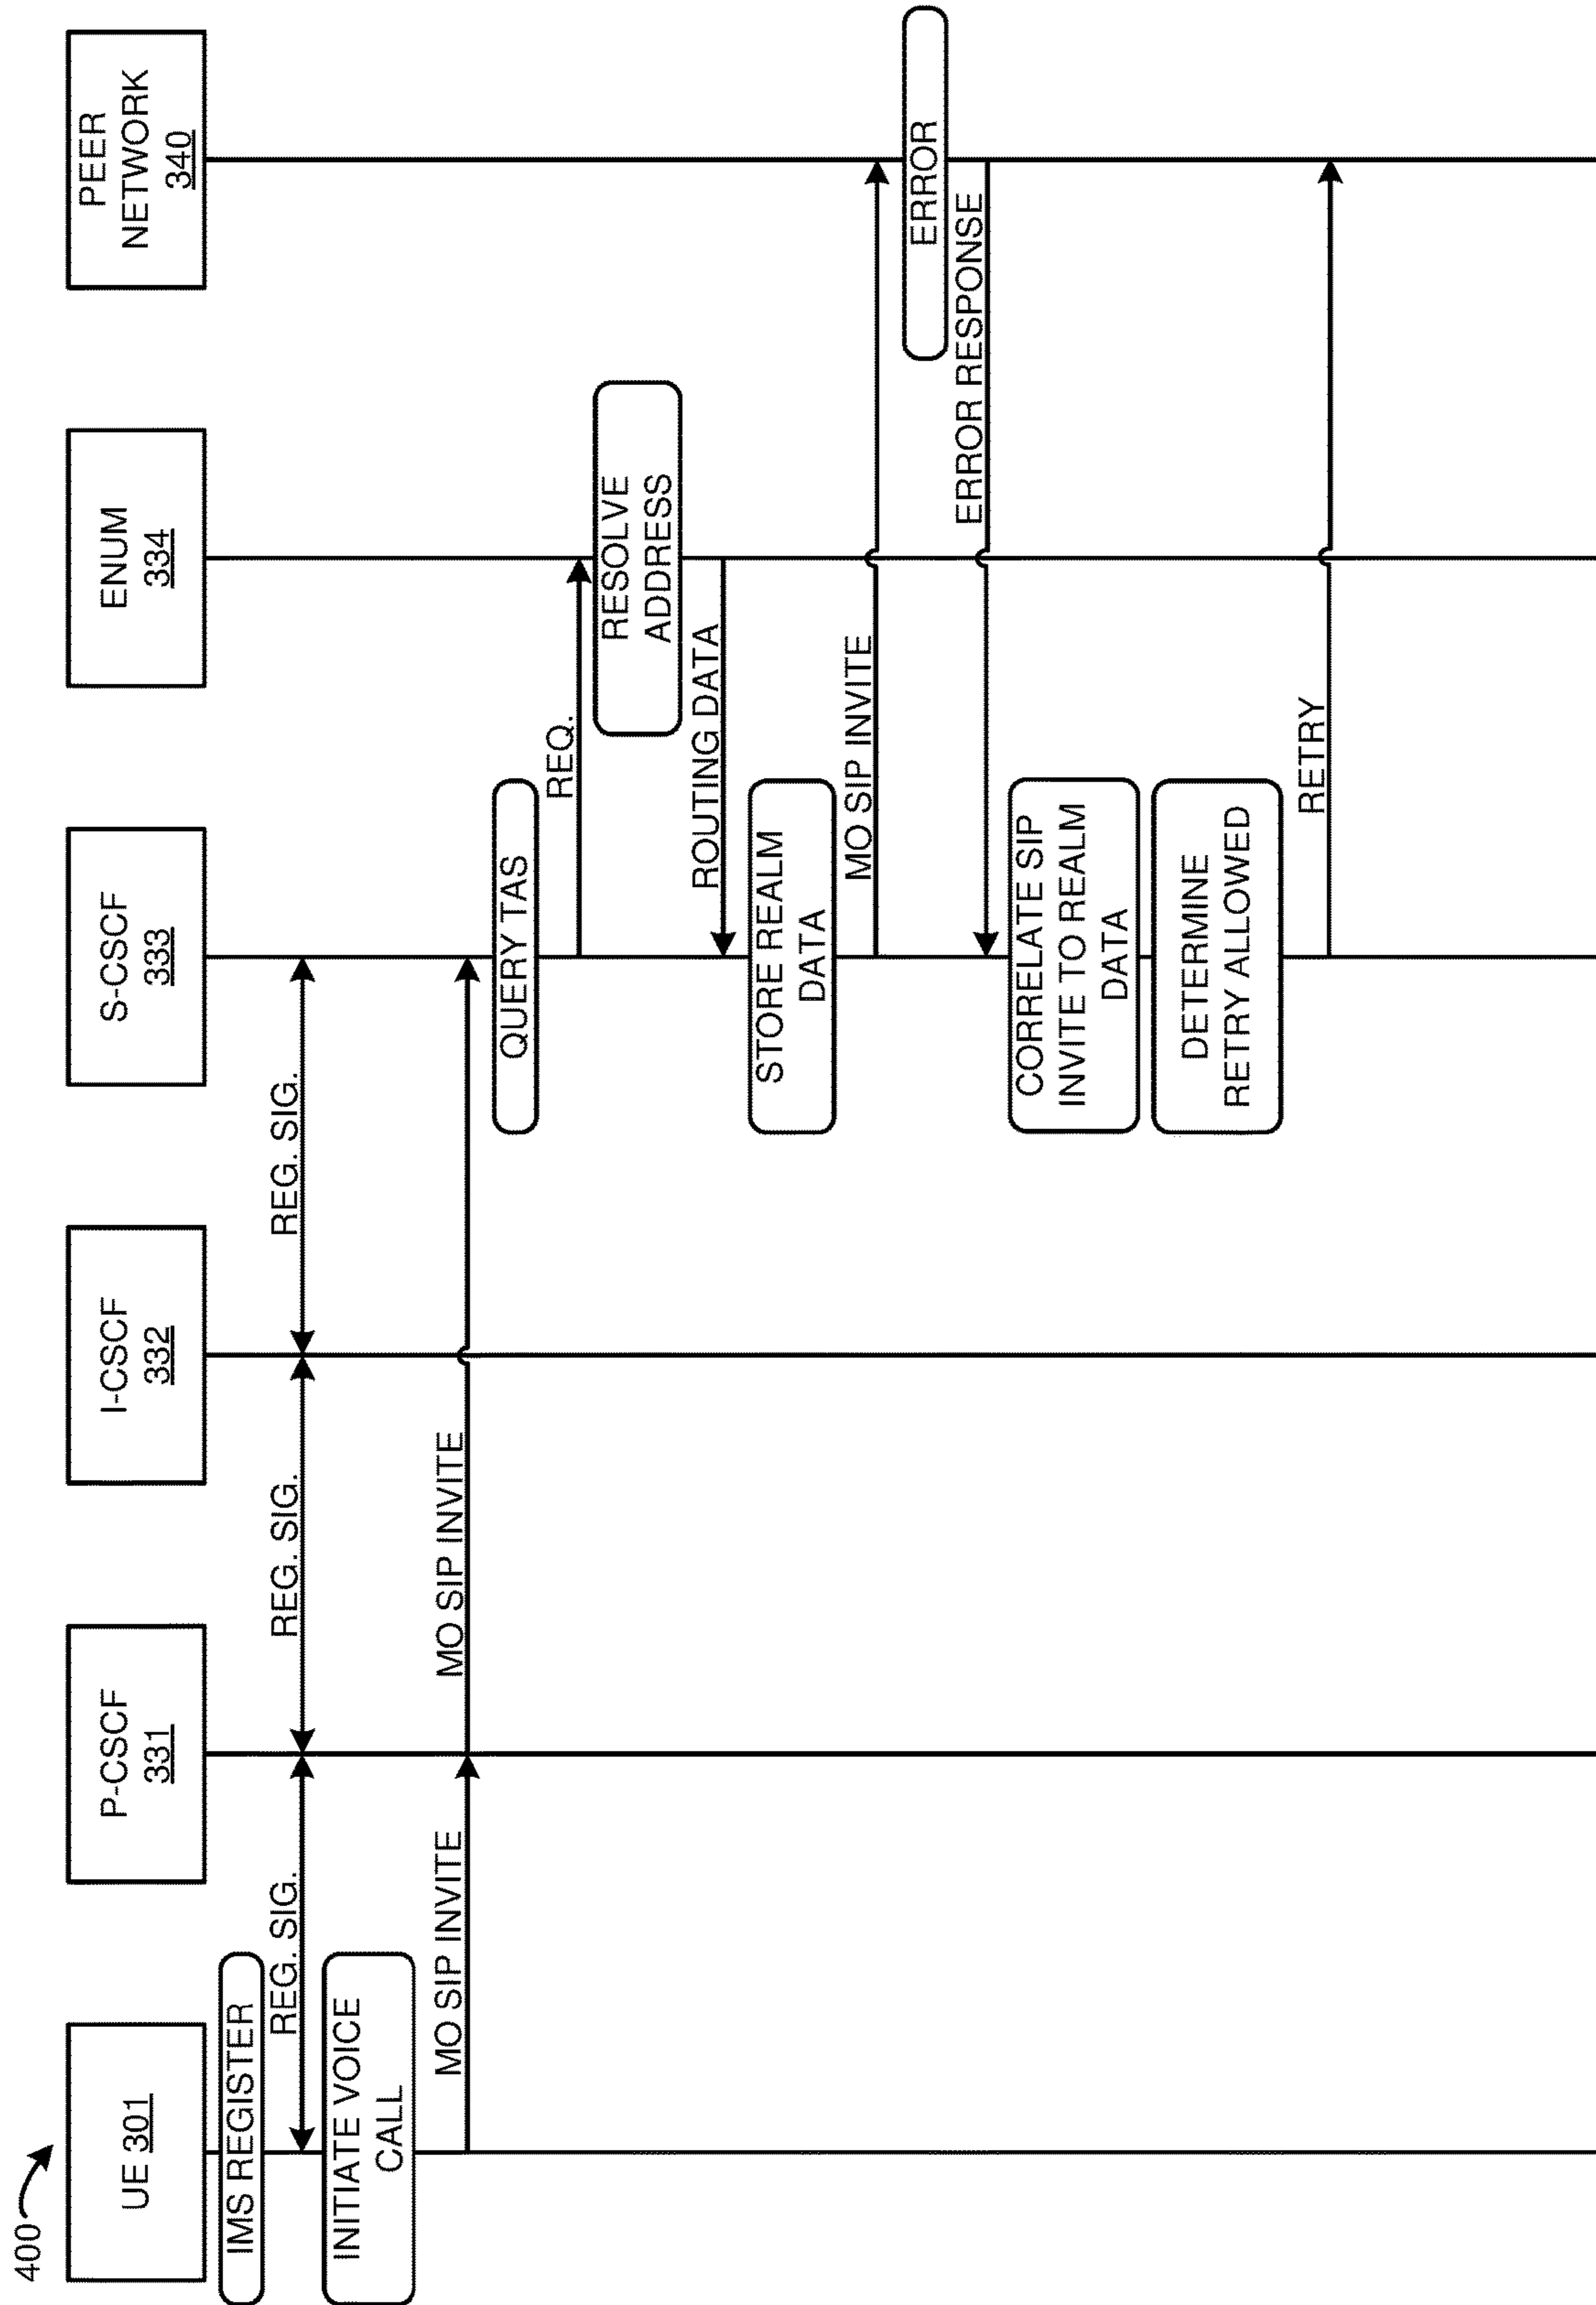 400
UE 301
P-CSCF
331
I-CSCF
332
S-CSCF
333
ENUM
334
PEER
NETWORK
340
IMS REGISTER
REG. SIG.
REG. SIG.
REG. SIG.
INITIATE VOICE
CALL
MO SIP INVITE
MO SIP INVITE
QUERY TAS
REQ.
RESOLVE
ADDRESS
ROUTING DATA
STORE REALM
DATA
MO SIP INVITE
ERROR
ERROR RESPONSE
CORRELATE SIP
INVITE TO REALM
DATA
DETERMINE
RETRY ALLOWED
RETRY